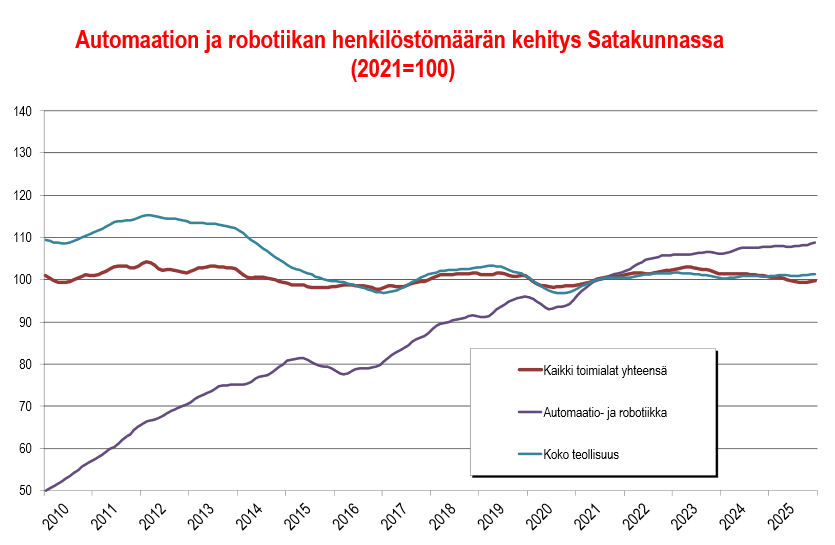 Automaation ja robotiikan henkilöstömäärän kehitys Satakunnassa
(2021=100)
140
130
120
110
100
90
80
70
60
50
Kaikki toimialat yhteensä
Automaatio- ja robotiikka
Koko teollisuus
2010 2011 2012 2013 2014 2015 2016 2017 2018 2019 2020 2021 2022 2023 2024 2025